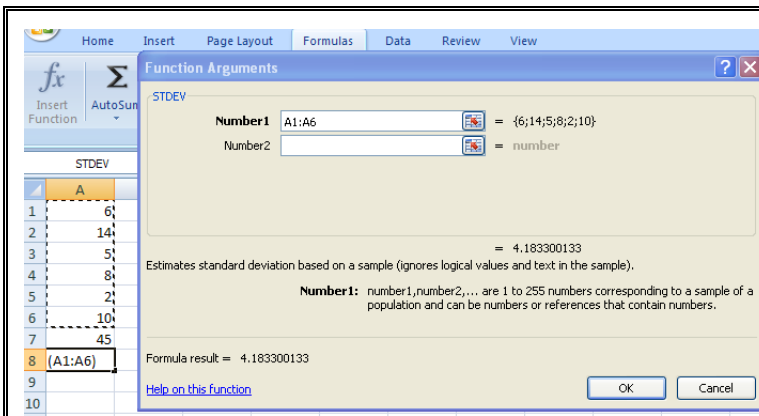 Home Insert Page Layout Formulas Data Review View
fx Σ
Insert Function
AutoSum
Function Arguments
STDEV
Number1 A1:A6 = {6;14;5;8;2;10}
Number2 = number
= 4.183300133
Estimates standard deviation based on a sample (ignores logical values and text in the sample).
Number1: number1,number2,... are 1 to 255 numbers corresponding to a sample of a
population and can be numbers or references that contain numbers.
Formula result = 4.183300133
Help on this function OK Cancel
STDEV
A
1 6
2 14
3 5
4 8
5 2
6 10
7 45
8 (A1:A6)
9
10